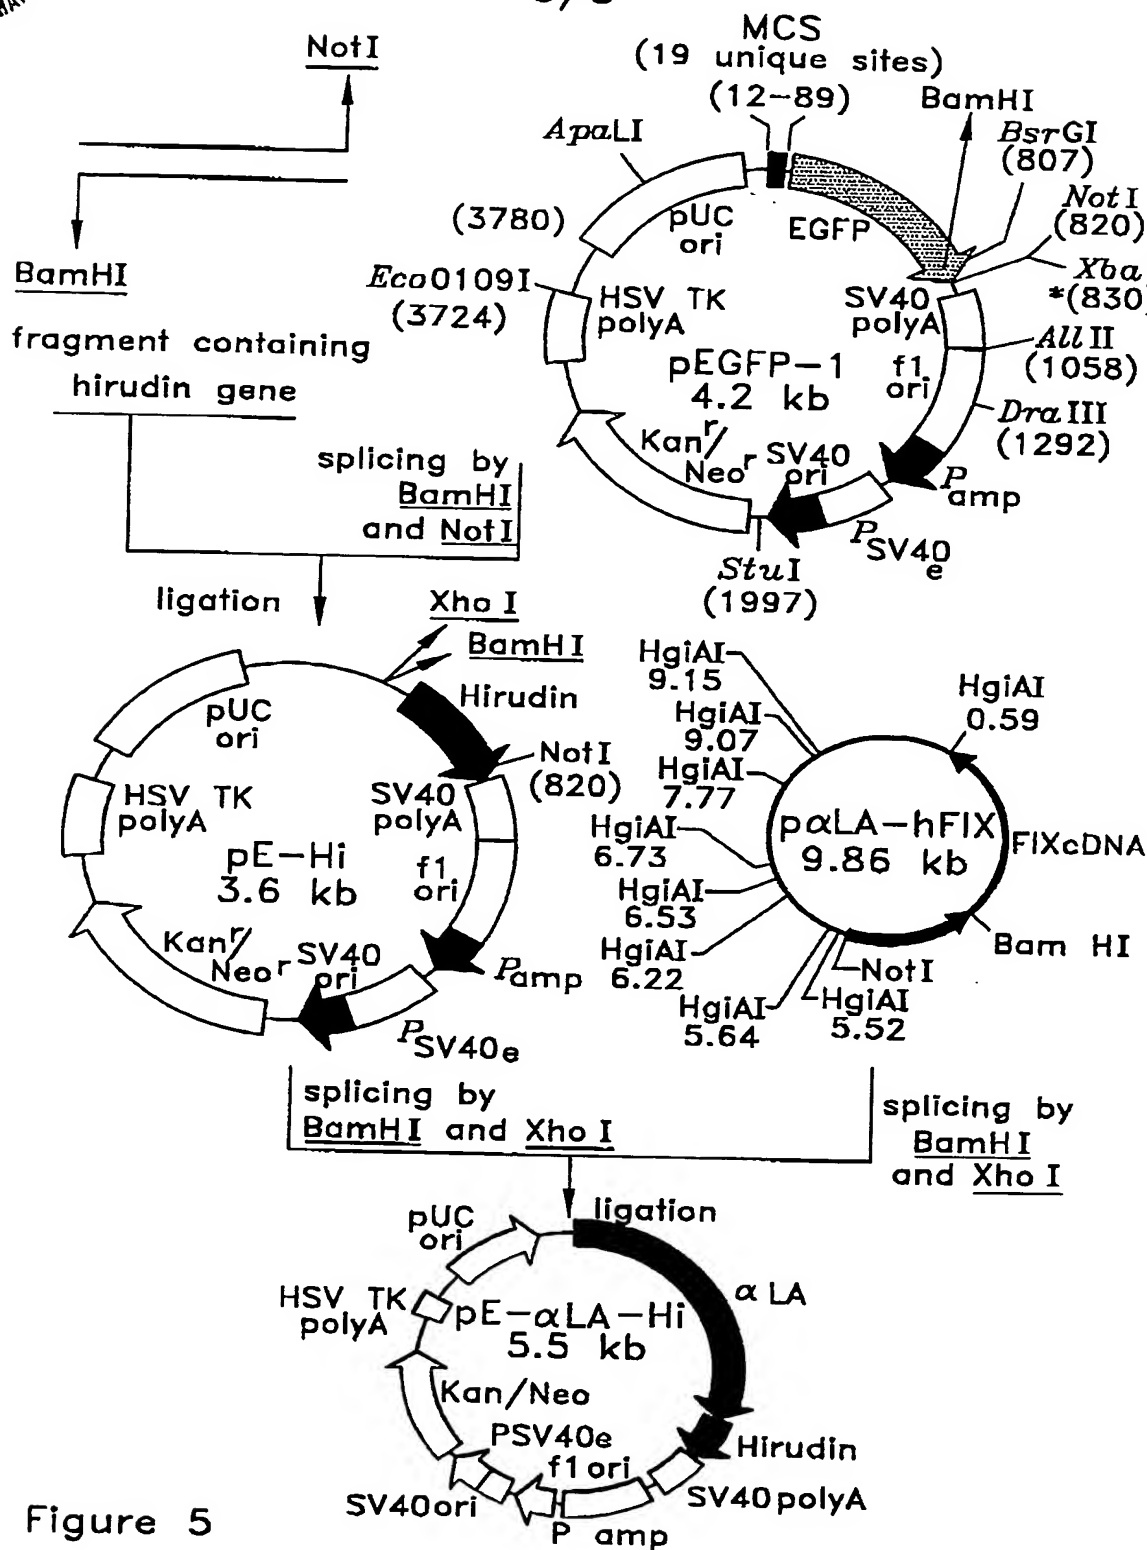 NotI
BamHI
fragment containing
hirudin gene
MCS
(19 unique sites)
(12-89)
BamHI
BsrGI
(807)
NotI
(820)
Xba
*(830)
AllII
(1058)
DraIII
(1292)
ApaLI
(3780)
Eco0109I
(3724)
pUC
ori
EGFP
HSV TK
polyA
SV40
polyA
pEGFP-1
4.2 kb
f1
ori
Kanr/
Neor
SV40
ori
Pamp
PSV40e
StuI
(1997)
splicing by
BamHI
and NotI
ligation
Xho I
BamHI
Hirudin
NotI
(820)
pUC
ori
HSV TK
polyA
SV40
polyA
pE-Hi
3.6 kb
f1
ori
Kanr/
Neor
SV40
ori
Pamp
PSV40e
HgiAI
9.15
HgiAI
9.07
HgiAI
7.77
HgiAI
6.73
HgiAI
6.53
HgiAI
6.22
HgiAI
5.64
HgiAI
5.52
NotI
Bam HI
HgiAI
0.59
pαLA-hFIX
9.86 kb
FIXcDNA
splicing by
BamHI and Xho I
splicing by
BamHI
and Xho I
ligation
pUC
ori
HSV TK
polyA
α LA
pE-αLA-Hi
5.5 kb
Kan/Neo
PSV40e
f1 ori
Hirudin
SV40ori
SV40polyA
P amp
Figure 5